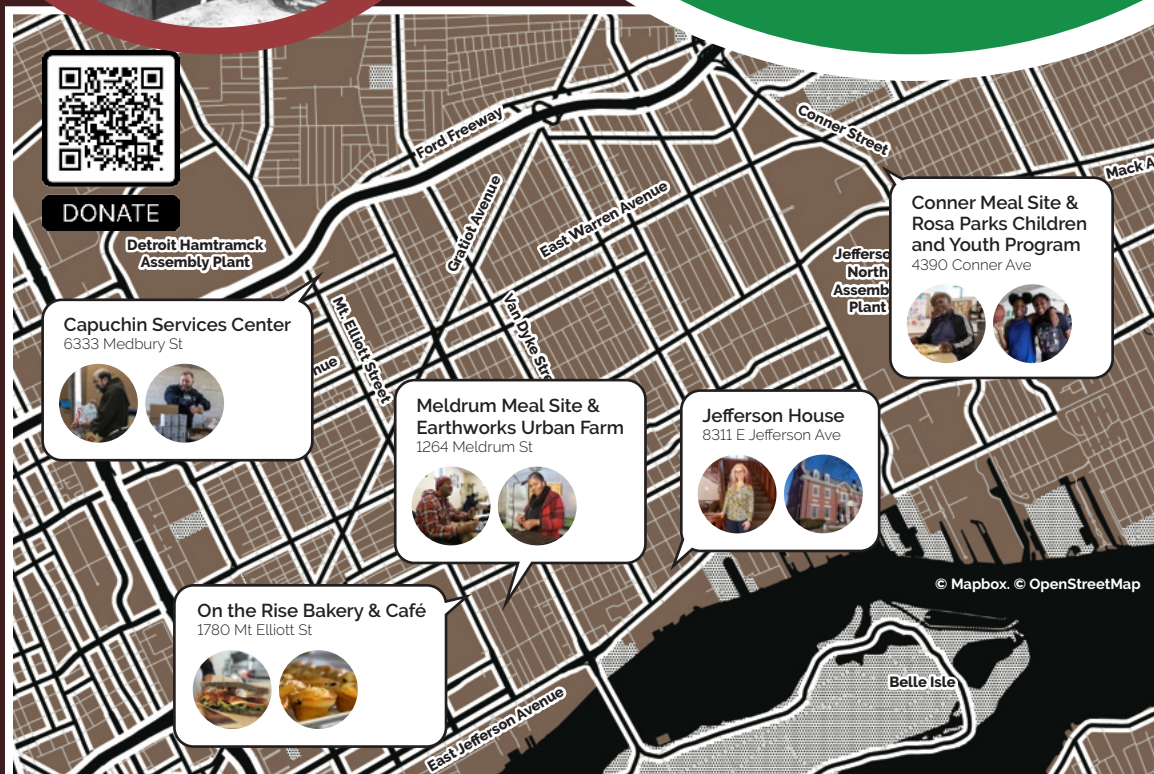 DONATE
Ford Freeway
Conner Street
Mack A
Gratiot Avenue
East Warren Avenue
Detroit Hamtramck
Assembly Plant
Conner Meal Site &
Rosa Parks Children
and Youth Program
4390 Conner Ave
Jefferso
North
Assemb
Plant
Capuchin Services Center
6333 Medbury St
Mt. Elliott Street
Van Dyke Stre
nue
Meldrum Meal Site &
Earthworks Urban Farm
1264 Meldrum St
Jefferson House
8311 E Jefferson Ave
© Mapbox. © OpenStreetMap
On the Rise Bakery & Café
1780 Mt Elliott St
Belle Isle
East Jefferson Avenue